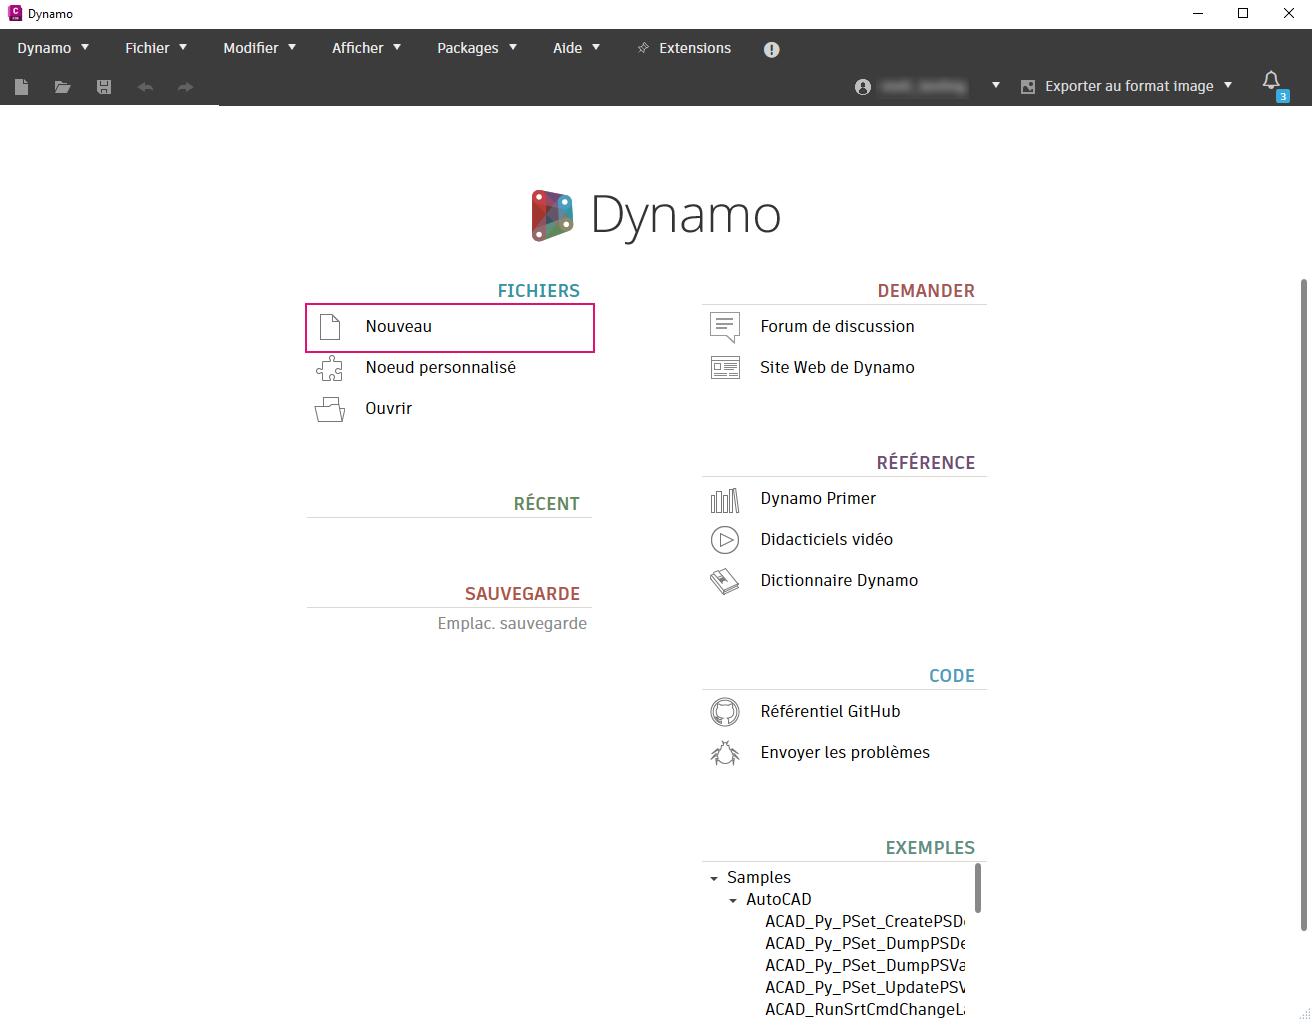 Dynamo
Dynamo Fichier Modifier Afficher Packages Aide Extensions
Exporter au format image 3
Dynamo
FICHIERS
Nouveau
Noeud personnalisé
Ouvrir
RÉCENT
SAUVEGARDE
Emplac. sauvegarde
DEMANDER
Forum de discussion
Site Web de Dynamo
RÉFÉRENCE
Dynamo Primer
Didacticiels vidéo
Dictionnaire Dynamo
CODE
Référentiel GitHub
Envoyer les problèmes
EXEMPLES
Samples
AutoCAD
ACAD_Py_PSet_CreatePSD
ACAD_Py_PSet_DumpPSDe
ACAD_Py_PSet_DumpPSVa
ACAD_Py_PSet_UpdatePSV
ACAD_RunSrtCmdChangeL